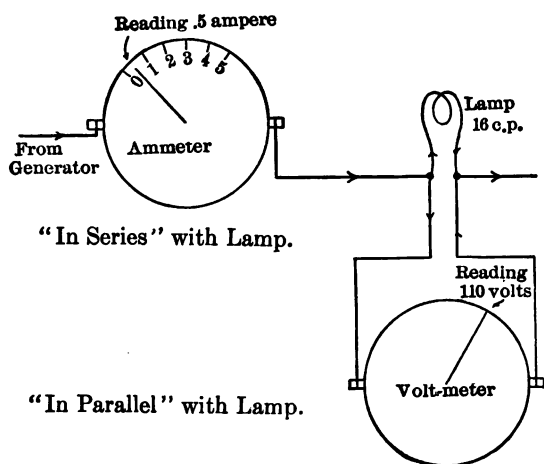 Reading .5 ampere
0 1 2 3 4 5
From
Generator
Ammeter
Lamp
16 c.p.
"In Series" with Lamp.
Reading
110 volts
Volt-meter
"In Parallel" with Lamp.